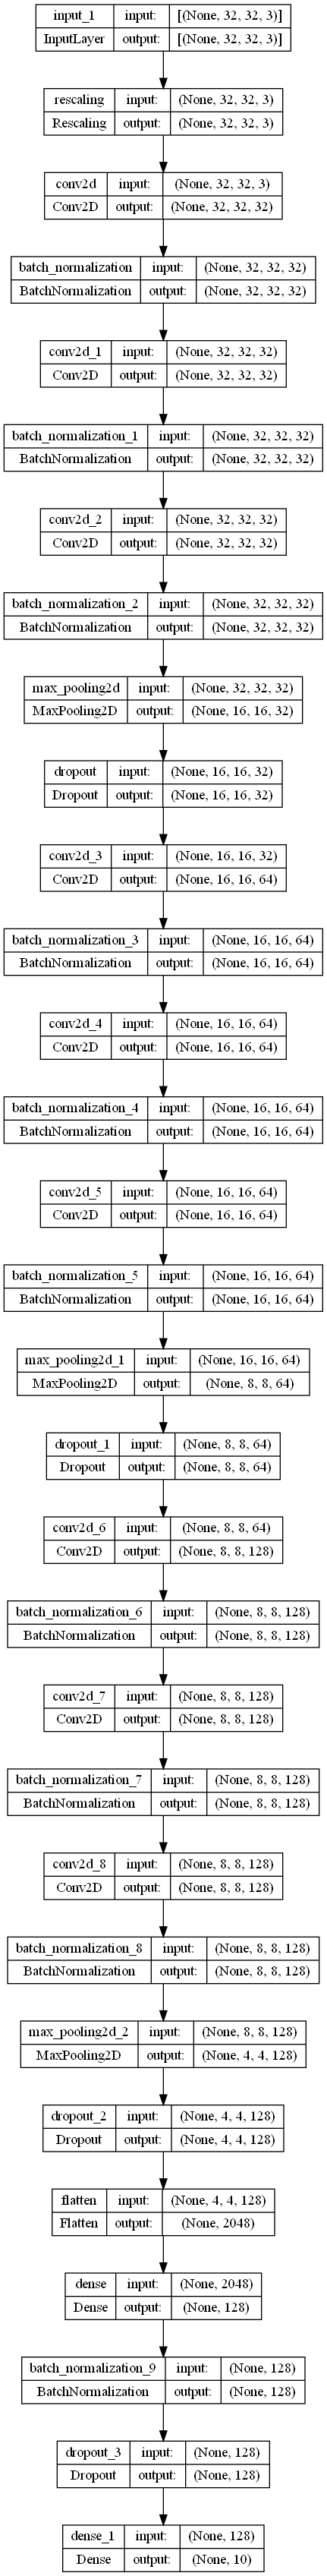 input_1 input: [(None, 32, 32, 3)]
InputLayer output: [(None, 32, 32, 3)]
rescaling input: (None, 32, 32, 3)
Rescaling output: (None, 32, 32, 3)
conv2d input: (None, 32, 32, 3)
Conv2D output: (None, 32, 32, 32)
batch_normalization input: (None, 32, 32, 32)
BatchNormalization output: (None, 32, 32, 32)
conv2d_1 input: (None, 32, 32, 32)
Conv2D output: (None, 32, 32, 32)
batch_normalization_1 input: (None, 32, 32, 32)
BatchNormalization output: (None, 32, 32, 32)
conv2d_2 input: (None, 32, 32, 32)
Conv2D output: (None, 32, 32, 32)
batch_normalization_2 input: (None, 32, 32, 32)
BatchNormalization output: (None, 32, 32, 32)
max_pooling2d input: (None, 32, 32, 32)
MaxPooling2D output: (None, 16, 16, 32)
dropout input: (None, 16, 16, 32)
Dropout output: (None, 16, 16, 32)
conv2d_3 input: (None, 16, 16, 32)
Conv2D output: (None, 16, 16, 64)
batch_normalization_3 input: (None, 16, 16, 64)
BatchNormalization output: (None, 16, 16, 64)
conv2d_4 input: (None, 16, 16, 64)
Conv2D output: (None, 16, 16, 64)
batch_normalization_4 input: (None, 16, 16, 64)
BatchNormalization output: (None, 16, 16, 64)
conv2d_5 input: (None, 16, 16, 64)
Conv2D output: (None, 16, 16, 64)
batch_normalization_5 input: (None, 16, 16, 64)
BatchNormalization output: (None, 16, 16, 64)
max_pooling2d_1 input: (None, 16, 16, 64)
MaxPooling2D output: (None, 8, 8, 64)
dropout_1 input: (None, 8, 8, 64)
Dropout output: (None, 8, 8, 64)
conv2d_6 input: (None, 8, 8, 64)
Conv2D output: (None, 8, 8, 128)
batch_normalization_6 input: (None, 8, 8, 128)
BatchNormalization output: (None, 8, 8, 128)
conv2d_7 input: (None, 8, 8, 128)
Conv2D output: (None, 8, 8, 128)
batch_normalization_7 input: (None, 8, 8, 128)
BatchNormalization output: (None, 8, 8, 128)
conv2d_8 input: (None, 8, 8, 128)
Conv2D output: (None, 8, 8, 128)
batch_normalization_8 input: (None, 8, 8, 128)
BatchNormalization output: (None, 8, 8, 128)
max_pooling2d_2 input: (None, 8, 8, 128)
MaxPooling2D output: (None, 4, 4, 128)
dropout_2 input: (None, 4, 4, 128)
Dropout output: (None, 4, 4, 128)
flatten input: (None, 4, 4, 128)
Flatten output: (None, 2048)
dense input: (None, 2048)
Dense output: (None, 128)
batch_normalization_9 input: (None, 128)
BatchNormalization output: (None, 128)
dropout_3 input: (None, 128)
Dropout output: (None, 128)
dense_1 input: (None, 128)
Dense output: (None, 10)